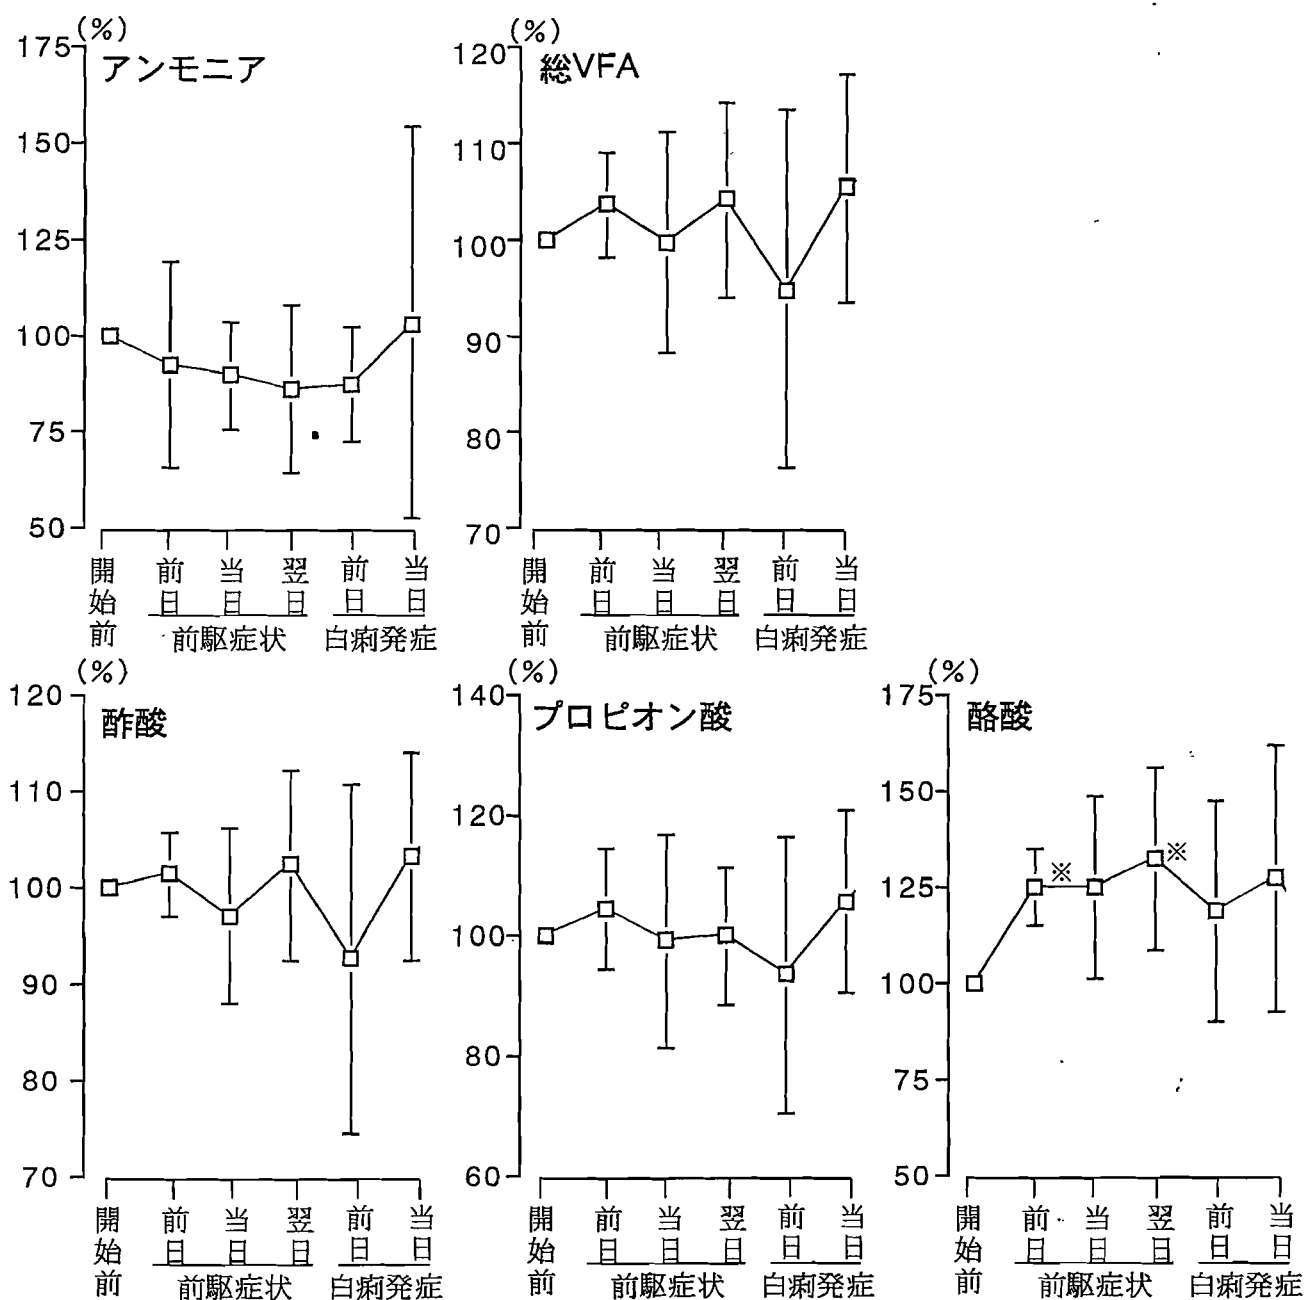 (%)
175
アンモニア
150
125
100
75
50
開始前
前日
当日
翌日
前日
当日
前駆症状
白痢発症
(%)
120
総VFA
110
100
90
80
70
開始前
前日
当日
翌日
前日
当日
前駆症状
白痢発症
(%)
120
酢酸
110
100
90
80
70
開始前
前日
当日
翌日
前日
当日
前駆症状
白痢発症
(%)
140
プロピオン酸
120
100
80
60
開始前
前日
当日
翌日
前日
当日
前駆症状
白痢発症
(%)
175
酪酸
150
125
※
※
100
75
50
開始前
前日
当日
翌日
前日
当日
前駆症状
白痢発症